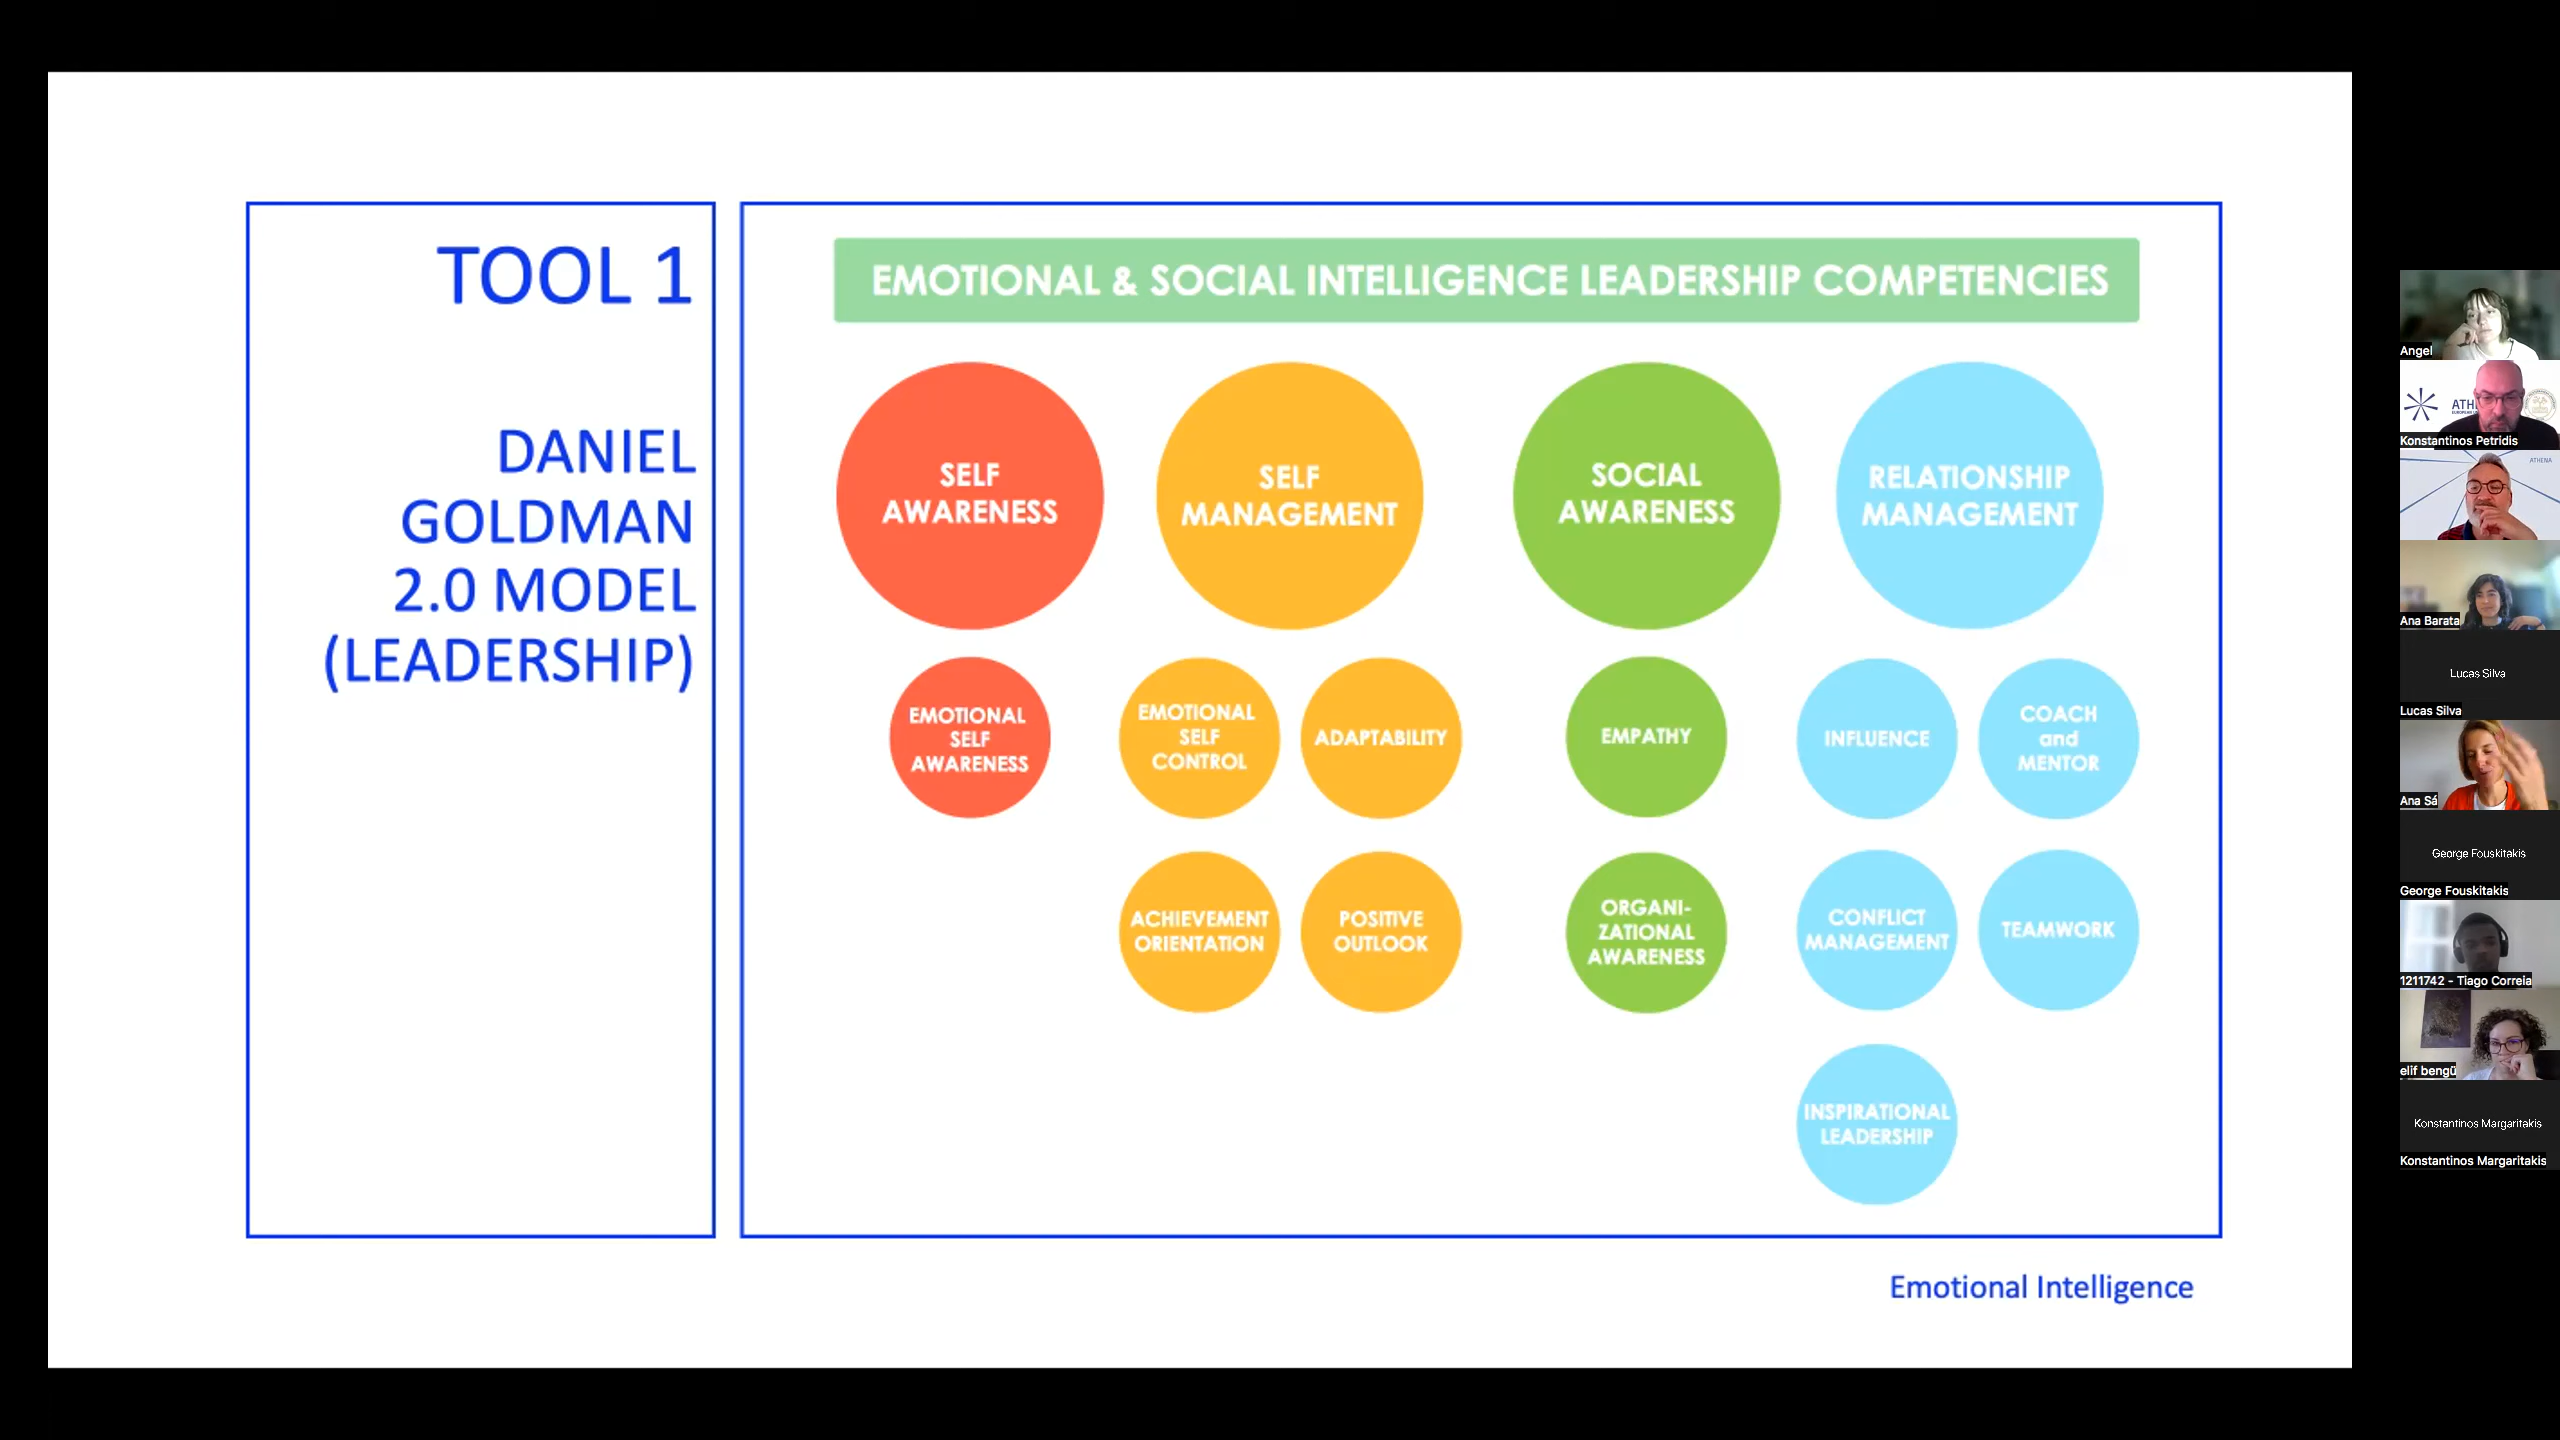 TOOL 1
DANIEL
GOLDMAN
2.0 MODEL
(LEADERSHIP)
EMOTIONAL & SOCIAL INTELLIGENCE LEADERSHIP COMPETENCIES
SELF
AWARENESS
SELF
MANAGEMENT
SOCIAL
AWARENESS
RELATIONSHIP
MANAGEMENT
EMOTIONAL
SELF
AWARENESS
EMOTIONAL
SELF
CONTROL
ADAPTABILITY
EMPATHY
INFLUENCE
COACH
and
MENTOR
ACHIEVEMENT
ORIENTATION
POSITIVE
OUTLOOK
ORGANI-
ZATIONAL
AWARENESS
CONFLICT
MANAGEMENT
TEAMWORK
INSPIRATIONAL
LEADERSHIP
Emotional Intelligence
Angel
Konstantinos Petridis
ATHENA
Ana Barata
Lucas Silva
Lucas Silva
Ana Sá
George Fouskitakis
George Fouskitakis
1211742 - Tiago Correia
elif bengü
Konstantinos Margaritakis
Konstantinos Margaritakis